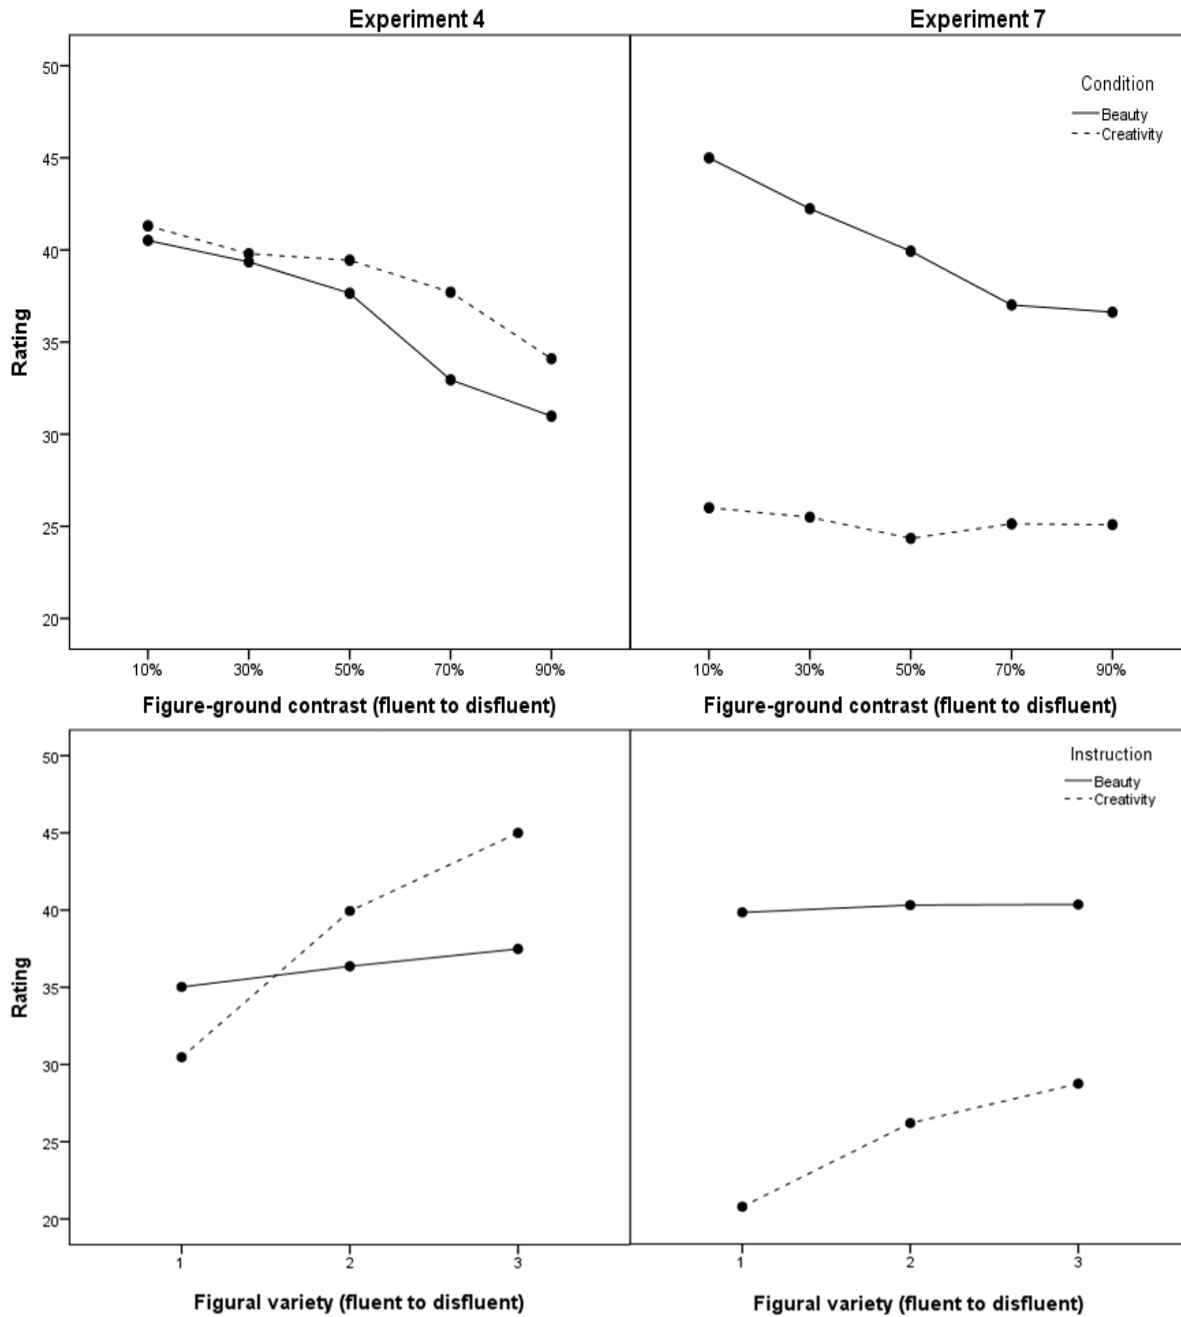 Experiment 4
Experiment 7
50
45
40
35
30
25
20
Rating
Condition
Beauty
Creativity
10% 30% 50% 70% 90%
10% 30% 50% 70% 90%
Figure-ground contrast (fluent to disfluent)
Figure-ground contrast (fluent to disfluent)
50
45
40
35
30
25
20
Rating
Instruction
Beauty
Creativity
1 2 3
1 2 3
Figural variety (fluent to disfluent)
Figural variety (fluent to disfluent)